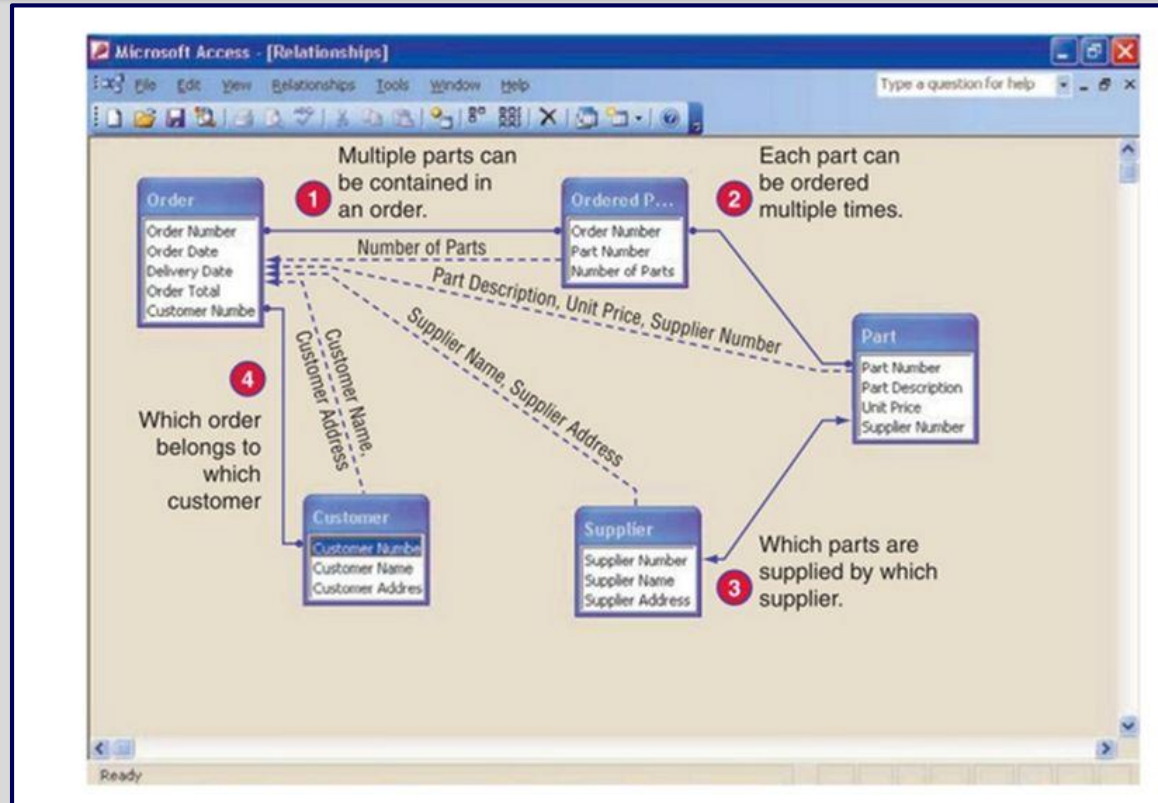 Microsoft Access - [Relationships]
File Edit View Relationships Tools Window Help
Type a question for help
1
Multiple parts can
be contained in
an order.
2
Each part can
be ordered
multiple times.
Order
Order Number
Order Date
Delivery Date
Order Total
Customer Numbe
Ordered P...
Order Number
Part Number
Number of Parts
Number of Parts
Part Description, Unit Price, Supplier Number
Supplier Name, Supplier Address
Customer Name,
Customer Address
Part
Part Number
Part Description
Unit Price
Supplier Number
4
Which order
belongs to
which
customer
Customer
Customer Numbe
Customer Name
Customer Addres
Supplier
Supplier Number
Supplier Name
Supplier Address
3
Which parts are
supplied by which
supplier.
Ready